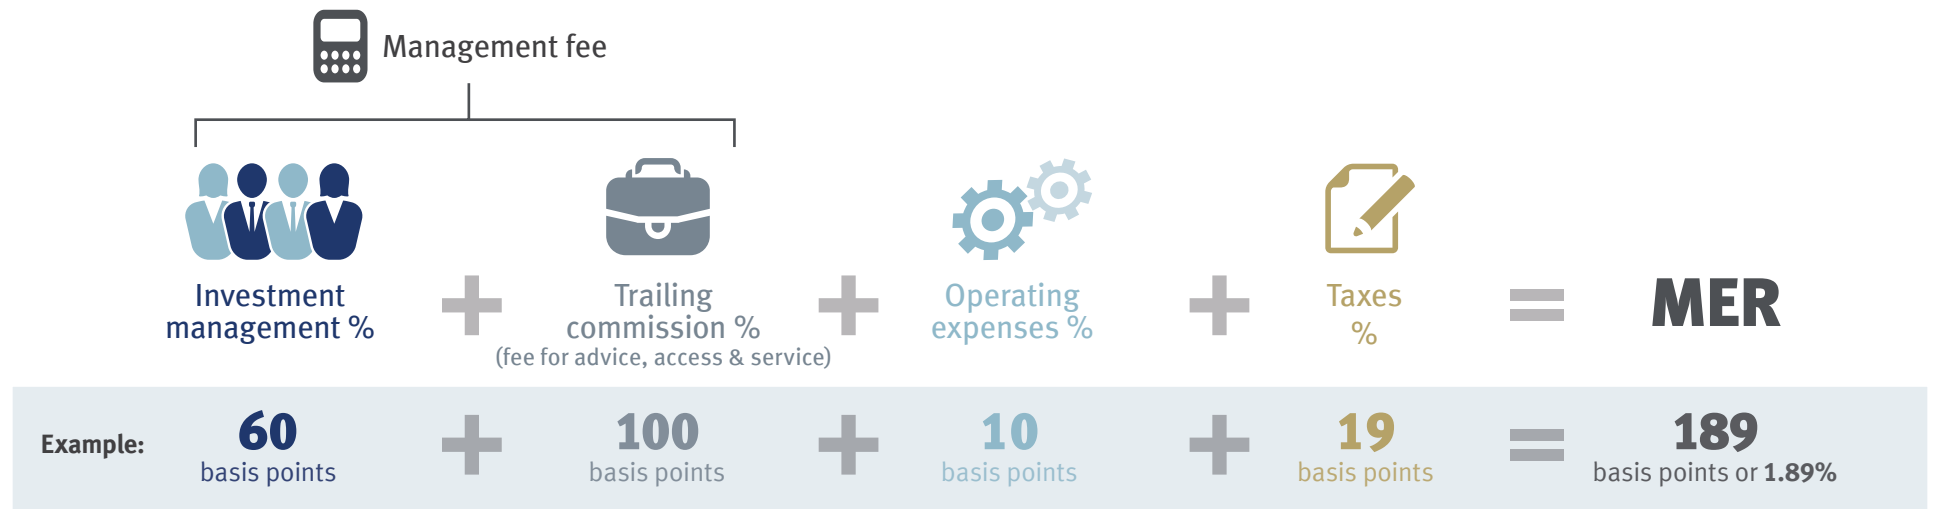 Management fee
Investment
management %
+
Trailing
commission %
(fee for advice, access & service)
+
Operating
expenses %
+
Taxes
%
=
MER
Example:
60
basis points
+
100
basis points
+
10
basis points
+
19
basis points
=
189
basis points or 1.89%